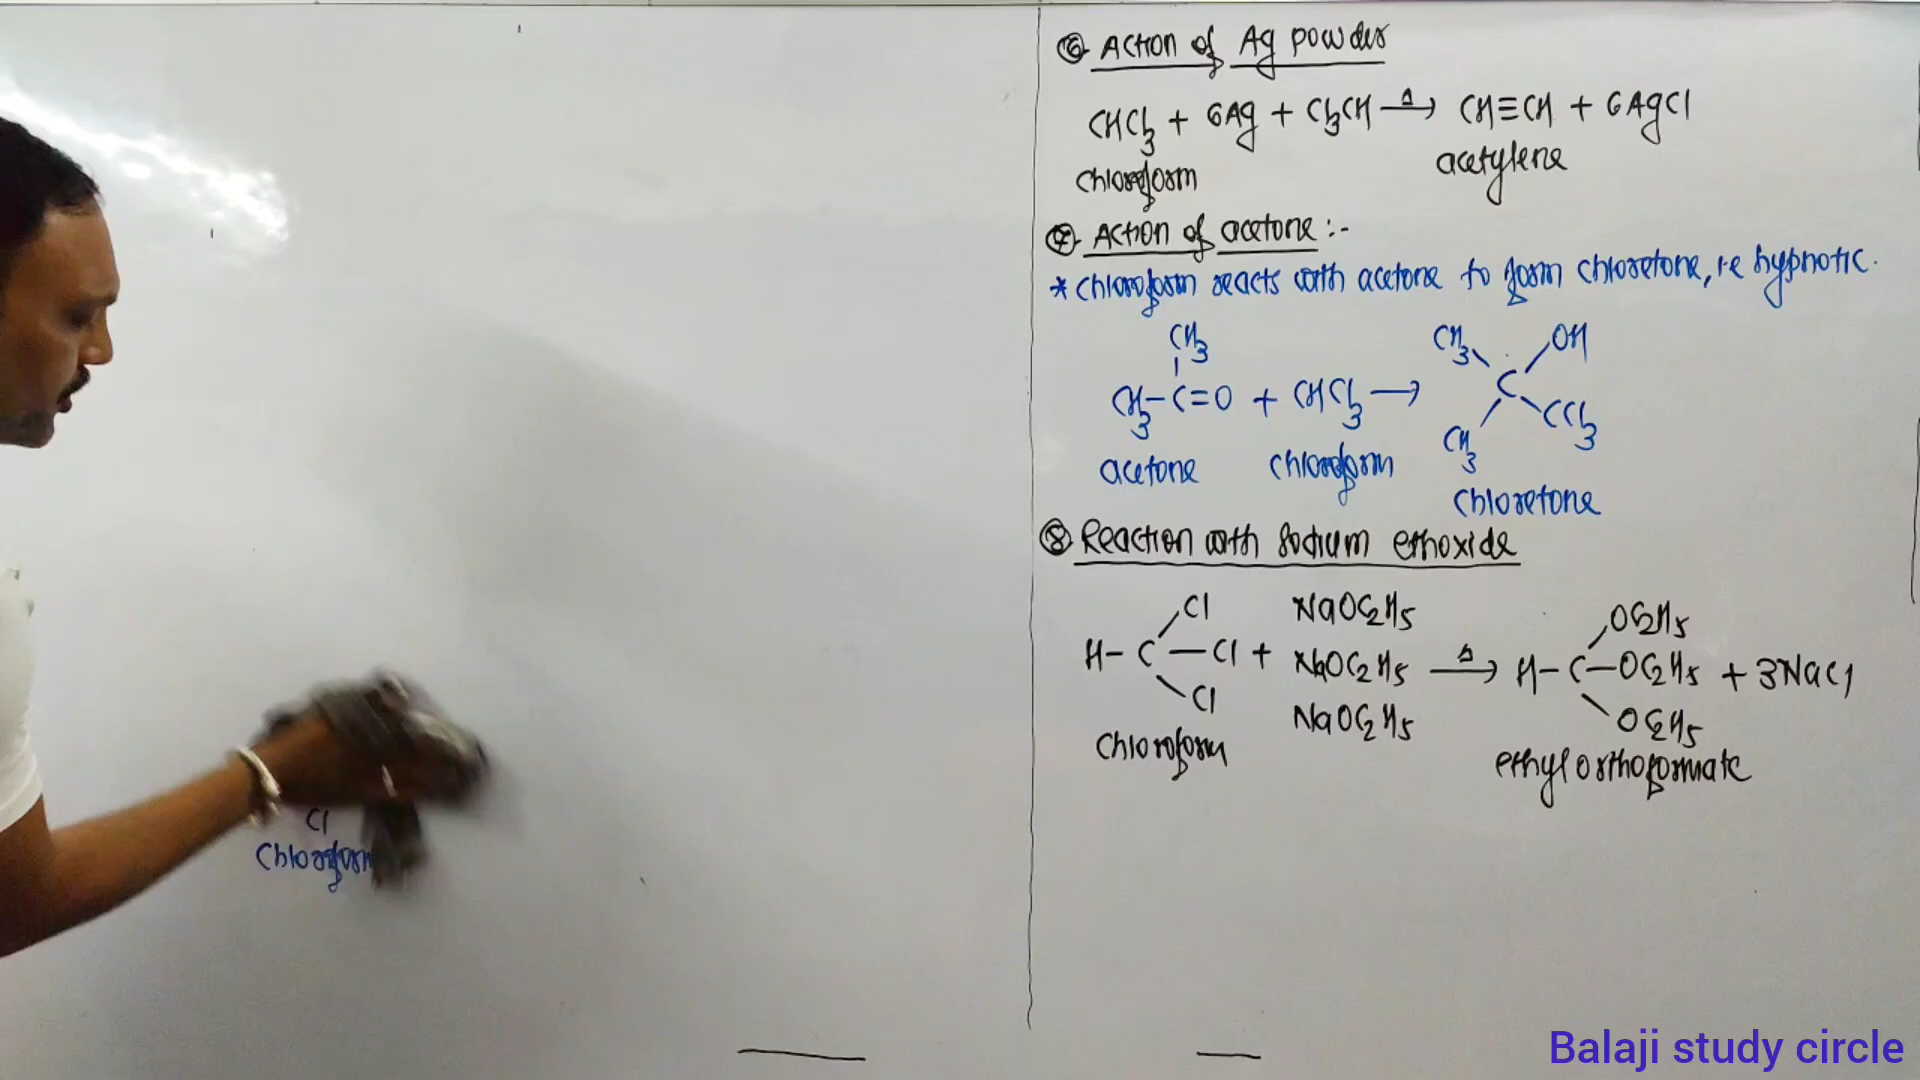 Cl
Chloroform
⑥ Action of Ag powder
CHCl₃ + 6Ag + Cl₃CH —Δ→ CH≡CH + 6AgCl
chloroform
acetylene
⑦ Action of acetone :-
* Chloroform reacts with acetone to form chloretone, i.e hypnotic.
CH₃
CH₃–C=O + CHCl₃ ⟶ C
CH₃
OH
CCl₃
CH₃
acetone
chloroform
chloretone
⑧ Reaction with Sodium ethoxide
H–C
Cl
–Cl +
Cl
NaOC₂H₅
NaOC₂H₅
NaOC₂H₅
—Δ→
H–C
OC₂H₅
–OC₂H₅ + 3NaCl
OC₂H₅
Chloroform
ethyl orthoformate
Balaji study circle